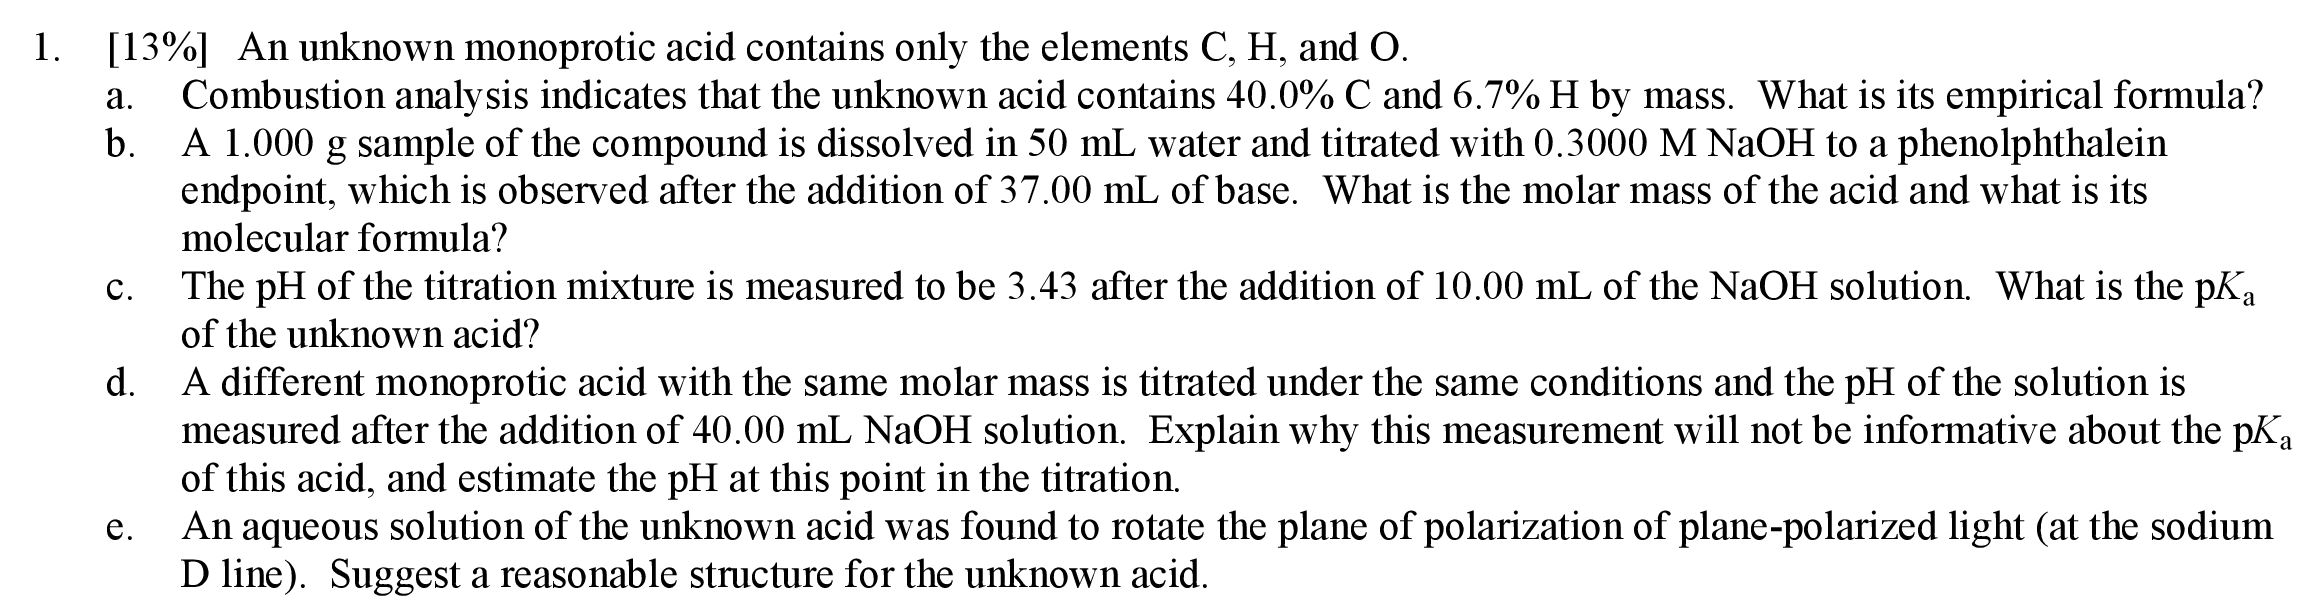 1. [13%] An unknown monoprotic acid contains only the elements C, H, and O.
a. Combustion analysis indicates that the unknown acid contains 40.0% C and 6.7% H by mass. What is its empirical formula?
b. A 1.000 g sample of the compound is dissolved in 50 mL water and titrated with 0.3000 M NaOH to a phenolphthalein
endpoint, which is observed after the addition of 37.00 mL of base. What is the molar mass of the acid and what is its
molecular formula?
c. The pH of the titration mixture is measured to be 3.43 after the addition of 10.00 mL of the NaOH solution. What is the pKa
of the unknown acid?
d. A different monoprotic acid with the same molar mass is titrated under the same conditions and the pH of the solution is
measured after the addition of 40.00 mL NaOH solution. Explain why this measurement will not be informative about the pKa
of this acid, and estimate the pH at this point in the titration.
e. An aqueous solution of the unknown acid was found to rotate the plane of polarization of plane-polarized light (at the sodium
D line). Suggest a reasonable structure for the unknown acid.